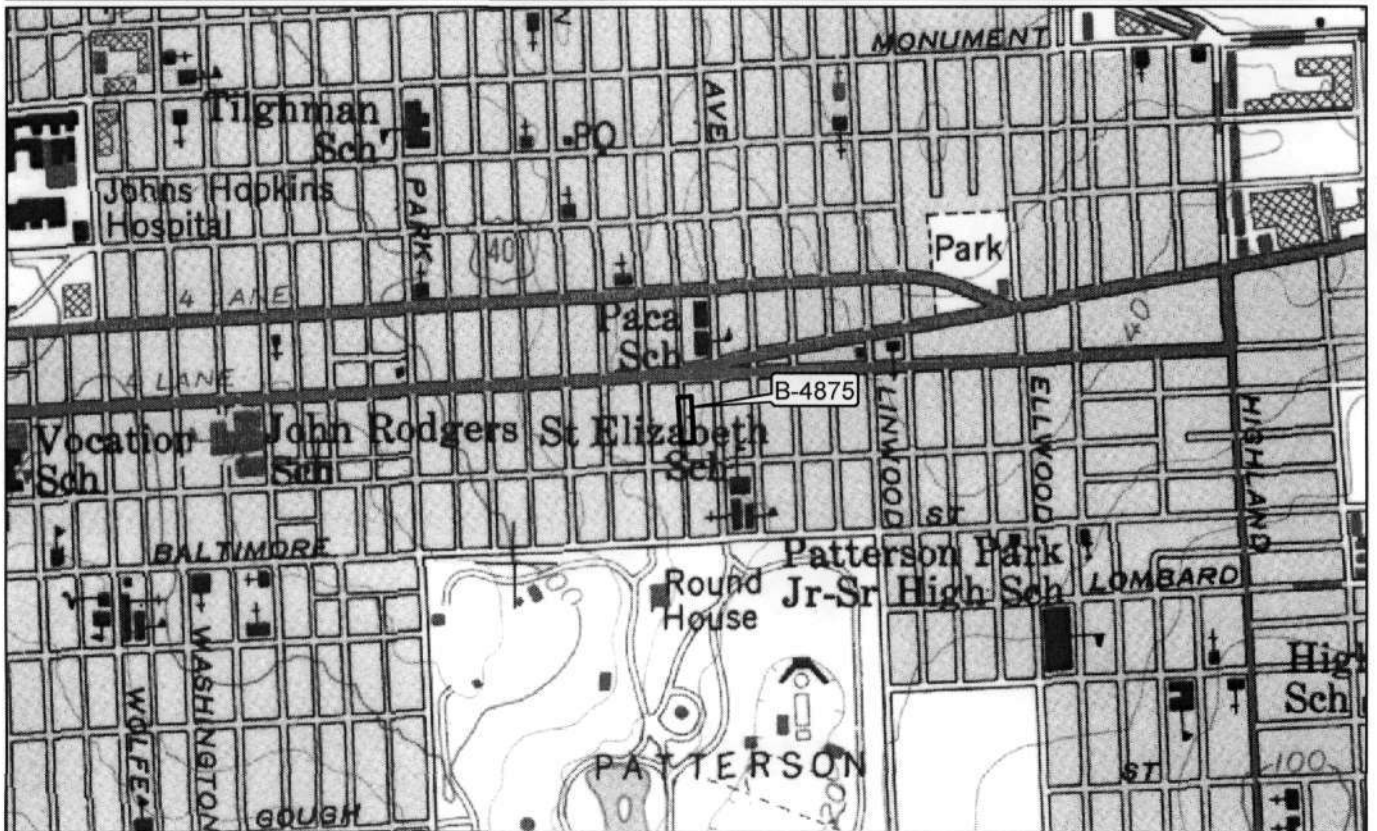 MONUMENT
Tilghman
Sch
AVE
PO
Johns Hopkins
Hospital
PARK
40
Park
4 LANE
Paca
Sch
40
4 LANE
B-4875
LINWOOD
ELLWOOD
HIGHLAND
Vocation
Sch
John Rodgers
Sch
St Elizabeth
Sch
ST
BALTIMORE
Patterson Park
Jr-Sr High Sch
LOMBARD
Round
House
WASHINGTON
WOLFE
High
Sch
PATTERSON
ST
100
GOUGH